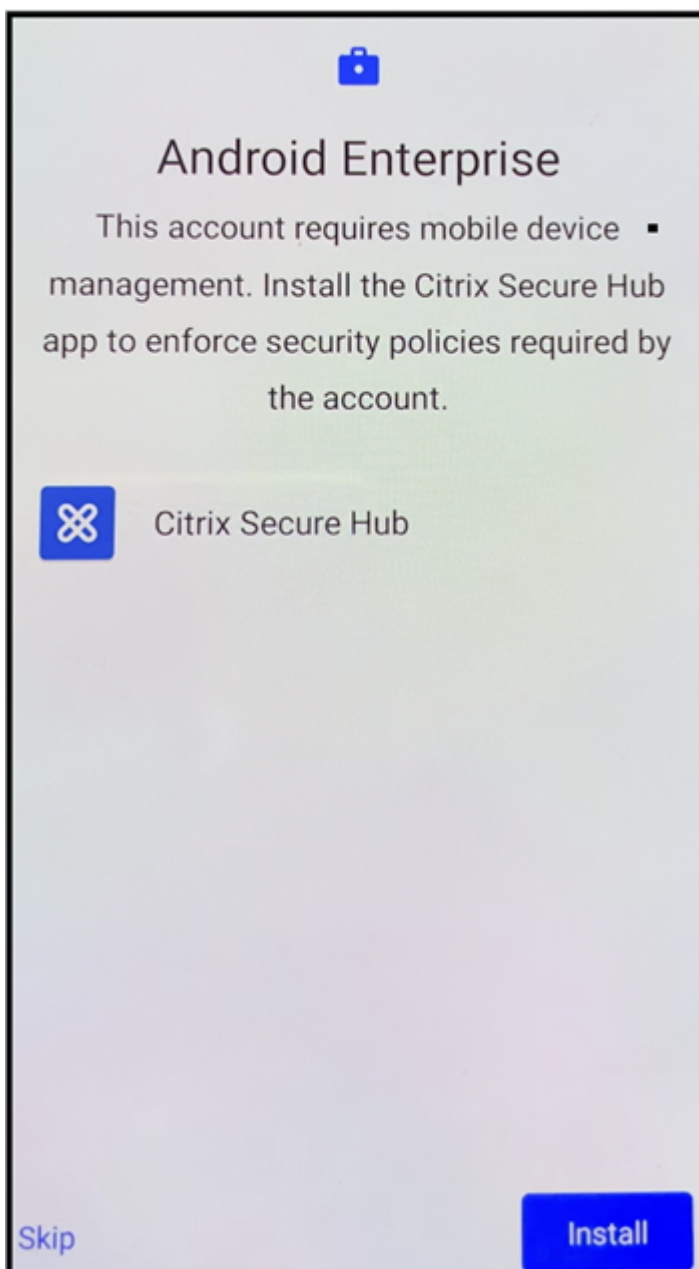 Android Enterprise
This account requires mobile device
management. Install the Citrix Secure Hub
app to enforce security policies required by
the account.
Citrix Secure Hub
Skip
Install